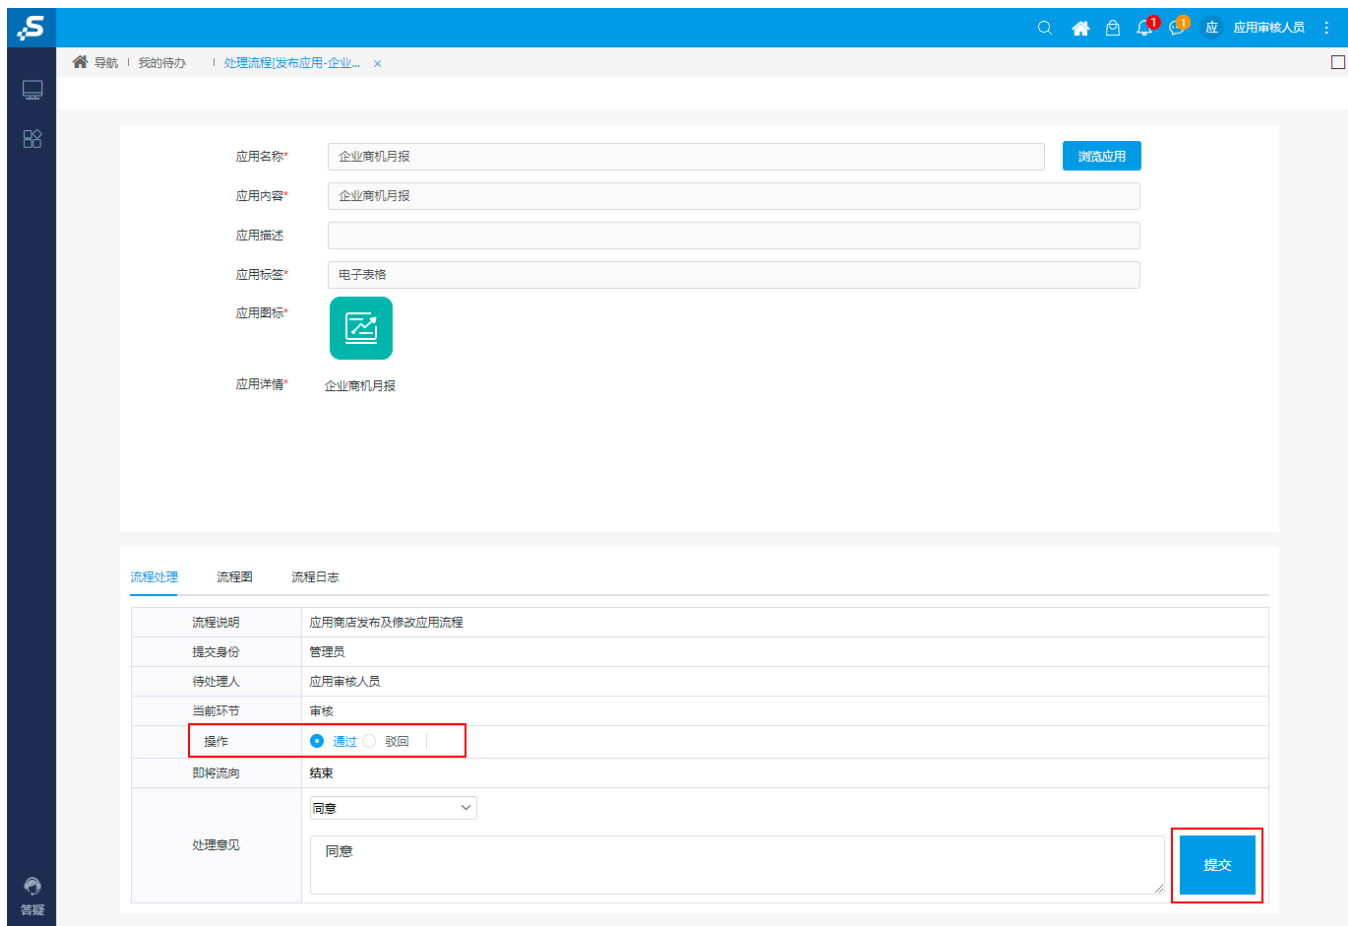 S
1
1
应 应用审核人员
导航 我的待办 处理流程[发布应用-企业... ×
应用名称* 企业商机月报 浏览应用
应用内容* 企业商机月报
应用描述
应用标签* 电子表格
应用图标*
应用详情* 企业商机月报
流程处理 流程图 流程日志
流程说明 应用商店发布及修改应用流程
提交身份 管理员
待处理人 应用审核人员
当前环节 审核
操作 通过 驳回
即将流向 结束
同意
处理意见 同意 提交
答疑